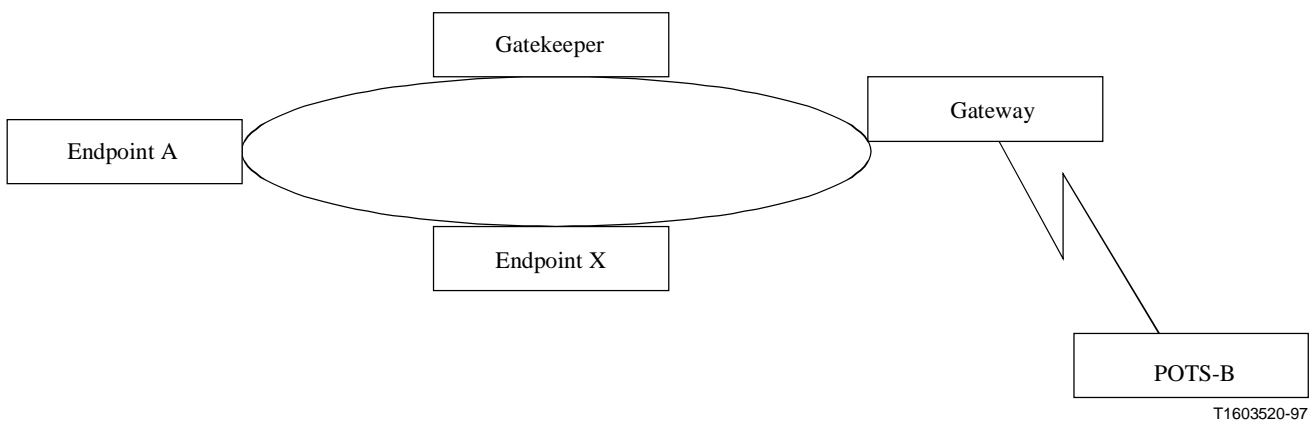 Gatekeeper
Gateway
Endpoint A
Endpoint X
POTS-B
T1603520-97